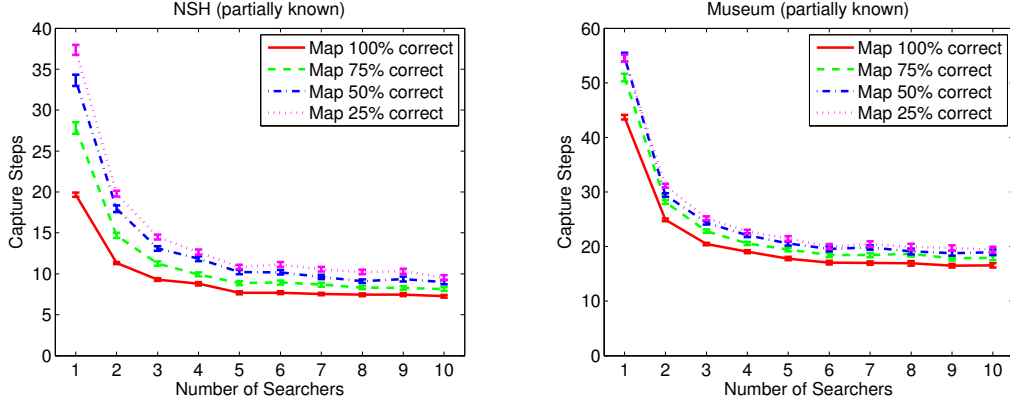 NSH (partially known)
40
35
30
25
20
15
10
5
0
Capture Steps
Map 100% correct
Map 75% correct
Map 50% correct
Map 25% correct
1 2 3 4 5 6 7 8 9 10
Number of Searchers
Museum (partially known)
60
50
40
30
20
10
0
Capture Steps
Map 100% correct
Map 75% correct
Map 50% correct
Map 25% correct
1 2 3 4 5 6 7 8 9 10
Number of Searchers